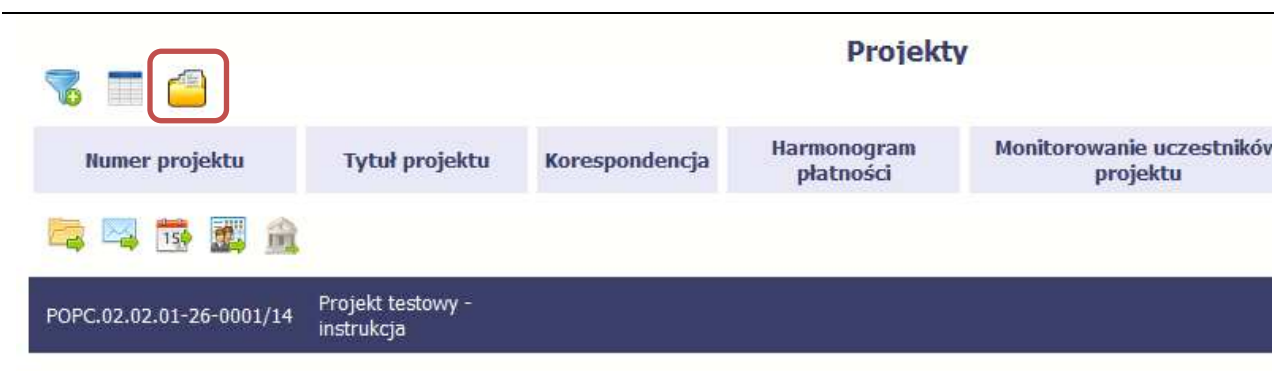 Projekty
Numer projektu
Tytuł projektu
Korespondencja
Harmonogram
płatności
Monitorowanie uczestników
projektu
15
POPC.02.02.01-26-0001/14
Projekt testowy -
instrukcja